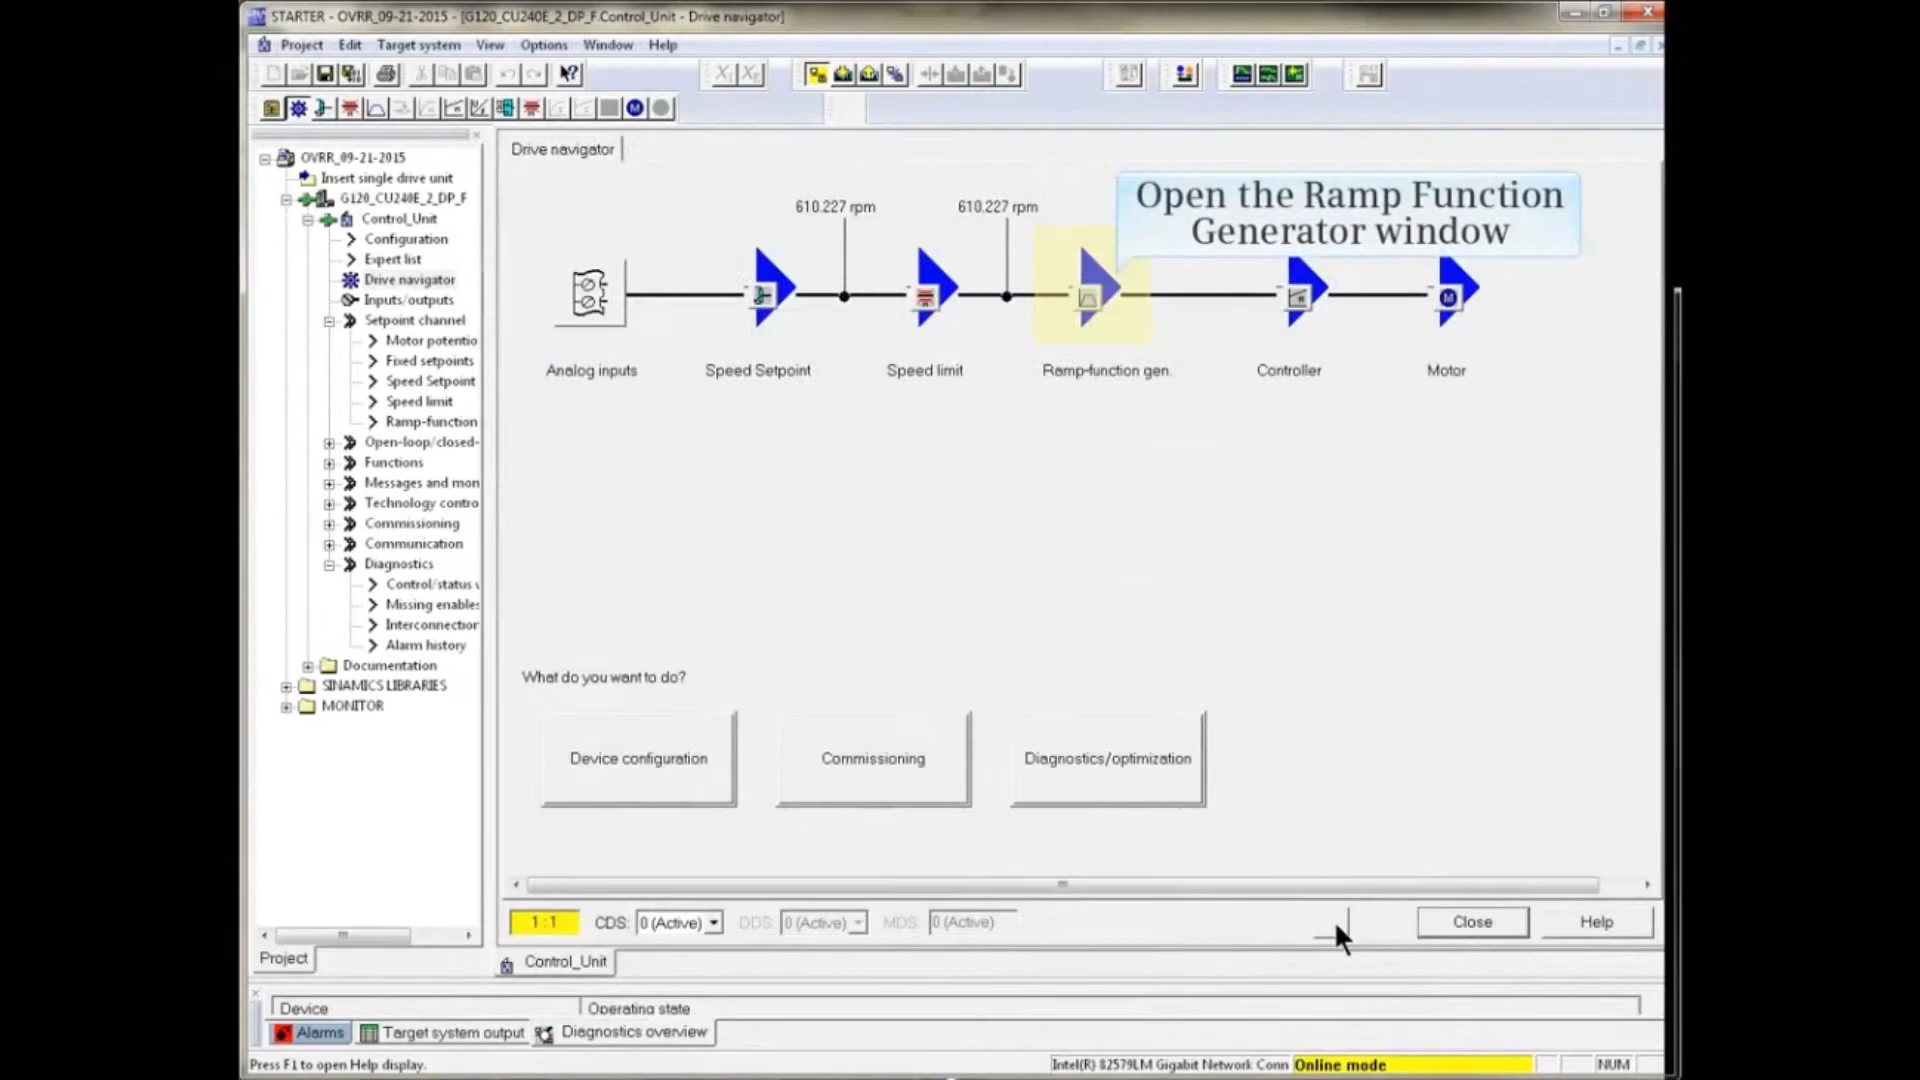 STARTER - OVRR_09-21-2015 - [G120_CU240E_2_DP_F.Control_Unit - Drive navigator]
Project Edit Target system View Options Window Help
Drive navigator
Open the Ramp Function
Generator window
610.227 rpm 610.227 rpm
Analog inputs Speed Setpoint Speed limit Ramp-function gen. Controller Motor
OVRR_09-21-2015
Insert single drive unit
G120_CU240E_2_DP_F
Control_Unit
Configuration
Expert list
Drive navigator
Inputs/outputs
Setpoint channel
Motor potentio
Fixed setpoints
Speed Setpoint
Speed limit
Ramp-function
Open-loop/closed-
Functions
Messages and mon
Technology contro
Commissioning
Communication
Diagnostics
Control/status
Missing enable
Interconnection
Alarm history
Documentation
SINAMICS LIBRARIES
MONITOR
Project
What do you want to do?
Device configuration Commissioning Diagnostics/optimization
1 : 1 CDS: 0 (Active) DDS: 0 (Active) MDS: 0 (Active) Close Help
Control_Unit
Device Operating state
Alarms Target system output Diagnostics overview
Press F1 to open Help display. Intel(R) 82579LM Gigabit Network Conn Online mode NUM